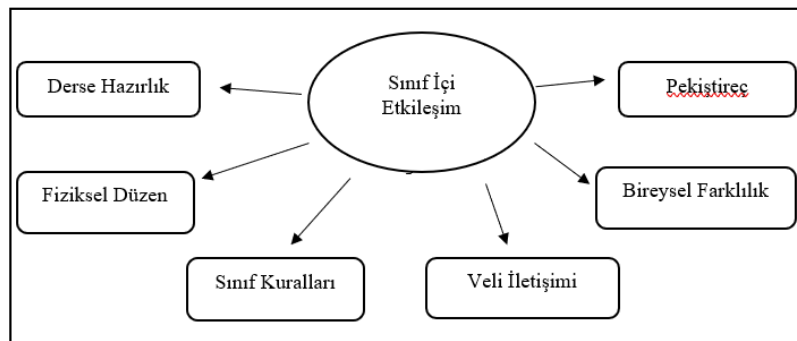 Sınıf İçi
Etkileşim
Derse Hazırlık
Pekiştireç
Fiziksel Düzen
Bireysel Farklılık
Sınıf Kuralları
Veli İletişimi